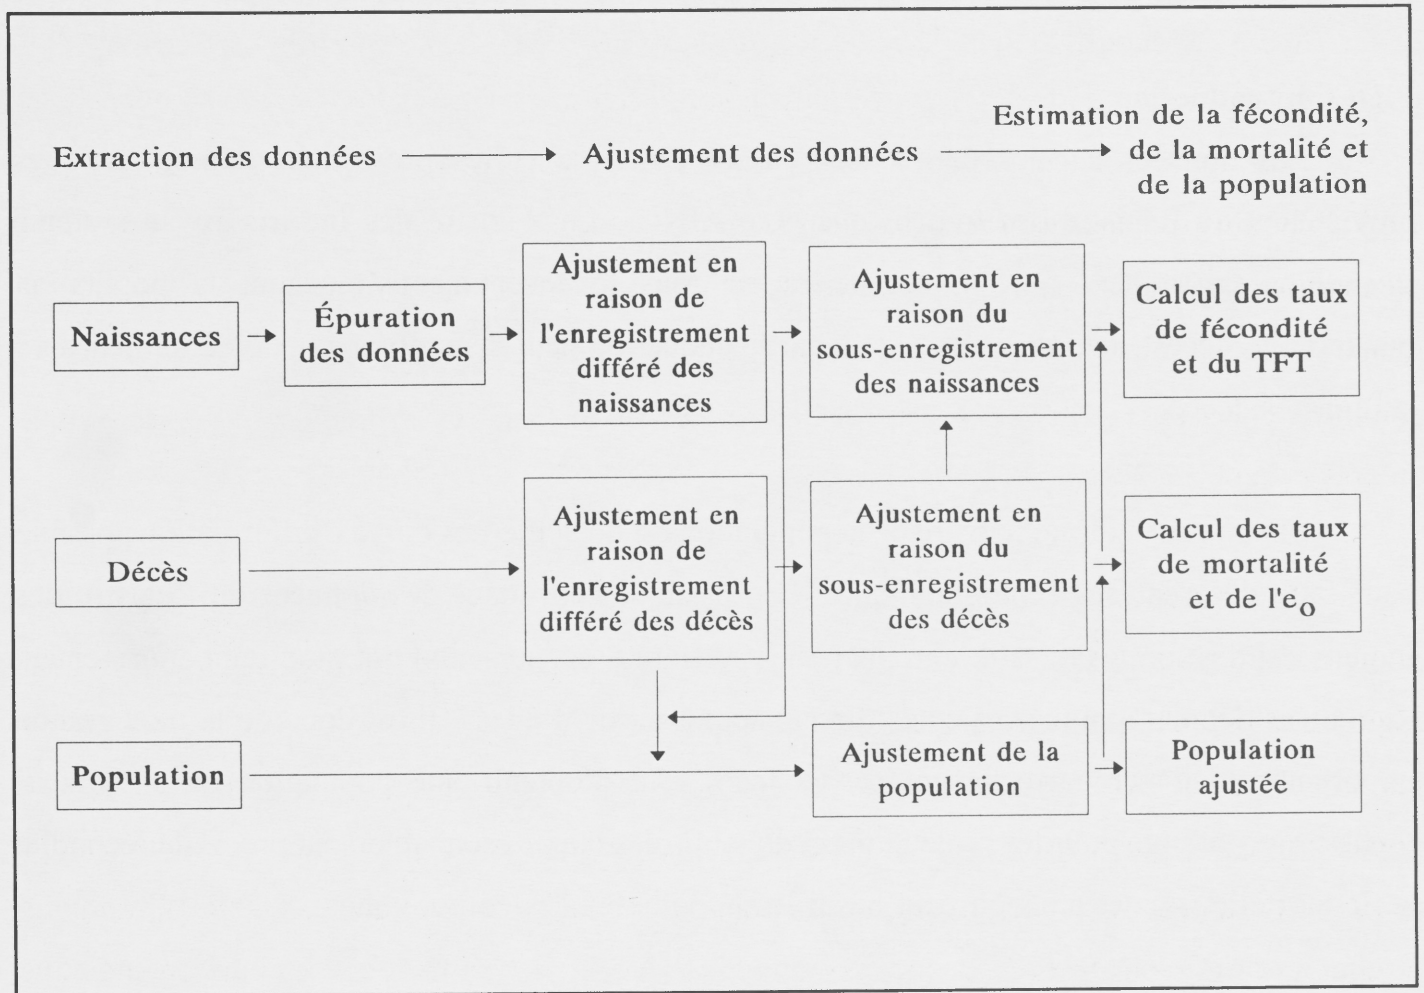 Extraction des données
Ajustement des données
Estimation de la fécondité,
de la mortalité et
de la population
Naissances
Épuration
des données
Ajustement en
raison de
l'enregistrement
différé des
naissances
Ajustement en
raison du
sous-enregistrement
des naissances
Calcul des taux
de fécondité
et du TFT
Décès
Ajustement en
raison de
l'enregistrement
différé des décès
Ajustement en
raison du
sous-enregistrement
des décès
Calcul des taux
de mortalité
et de l'eo
Population
Ajustement de la
population
Population
ajustée